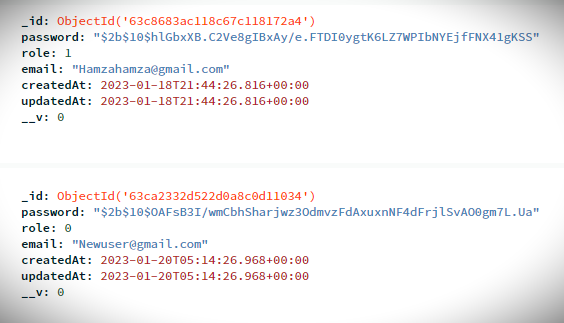 _id: ObjectId('63c8683ac118c67c118172a4')
password: "$2b$10$hlGbxXB.C2Ve8gIBxAy/e.FTDI0ygtK6LZ7WPIbNYEjfFNX41gKSS"
role: 1
email: "Hamzahamza@gmail.com"
createdAt: 2023-01-18T21:44:26.816+00:00
updatedAt: 2023-01-18T21:44:26.816+00:00
__v: 0
_id: ObjectId('63ca2332d522d0a8c0d11034')
password: "$2b$10$OAFsB3I/wmCbhSharjwz3OdmvzFdAxuxnNF4dFrjlSvAO0gm7L.Ua"
role: 0
email: "Newuser@gmail.com"
createdAt: 2023-01-20T05:14:26.968+00:00
updatedAt: 2023-01-20T05:14:26.968+00:00
__v: 0